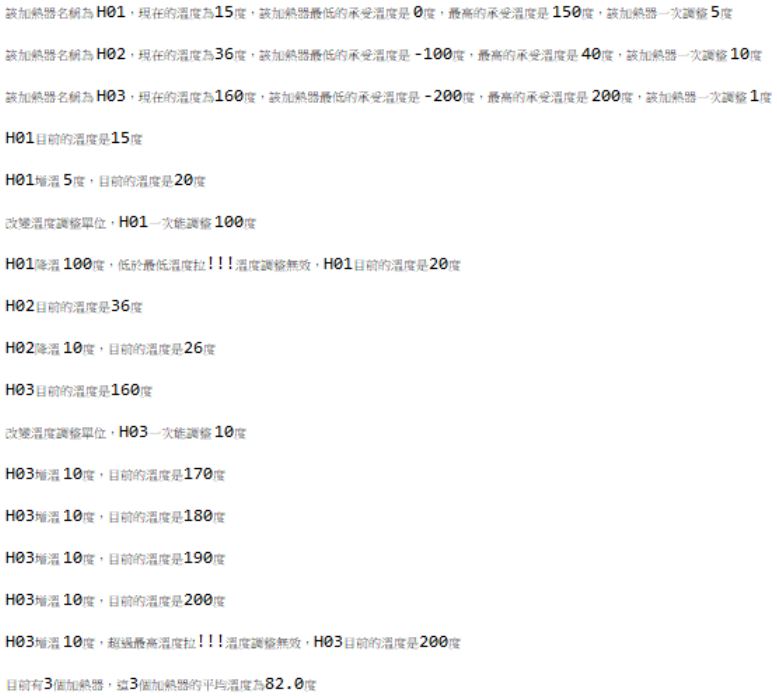 該加熱器名稱為H01，現在的溫度為15度，該加熱器最低的承受溫度是 0度，最高的承受溫度是 150度，該加熱器一次調整 5度
該加熱器名稱為H02，現在的溫度為36度，該加熱器最低的承受溫度是 -100度，最高的承受溫度是 40度，該加熱器一次調整 10度
該加熱器名稱為H03，現在的溫度為160度，該加熱器最低的承受溫度是 -200度，最高的承受溫度是 200度，該加熱器一次調整 1度
H01目前的溫度是15度
H01增溫 5度，目前的溫度是20度
改變溫度調整單位，H01一次能調整 100度
H01降溫 100度，低於最低溫度拉!!!溫度調整無效，H01目前的溫度是20度
H02目前的溫度是36度
H02降溫 10度，目前的溫度是26度
H03目前的溫度是160度
改變溫度調整單位，H03一次能調整 10度
H03增溫 10度，目前的溫度是170度
H03增溫 10度，目前的溫度是180度
H03增溫 10度，目前的溫度是190度
H03增溫 10度，目前的溫度是200度
H03增溫 10度，超過最高溫度拉!!!溫度調整無效，H03目前的溫度是200度
目前有3個加熱器，這3個加熱器的平均溫度為82.0度